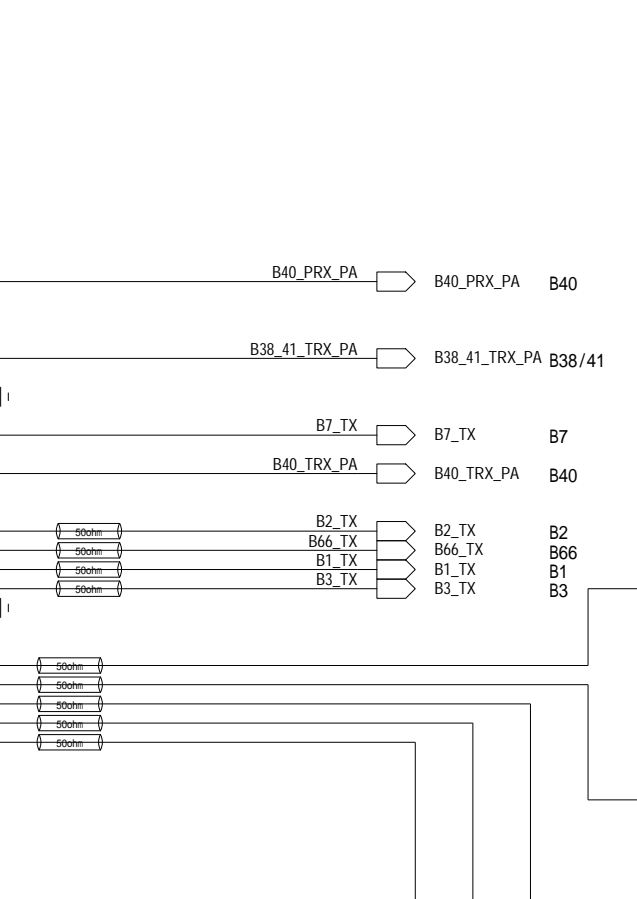 B40_PRX_PA B40_PRX_PA B40
B38_41_TRX_PA B38_41_TRX_PA B38/41
B7_TX B7_TX B7
B40_TRX_PA B40_TRX_PA B40
50ohm B2_TX B2_TX B2
50ohm B66_TX B66_TX B66
50ohm B1_TX B1_TX B1
50ohm B3_TX B3_TX B3
50ohm
50ohm
50ohm
50ohm
50ohm